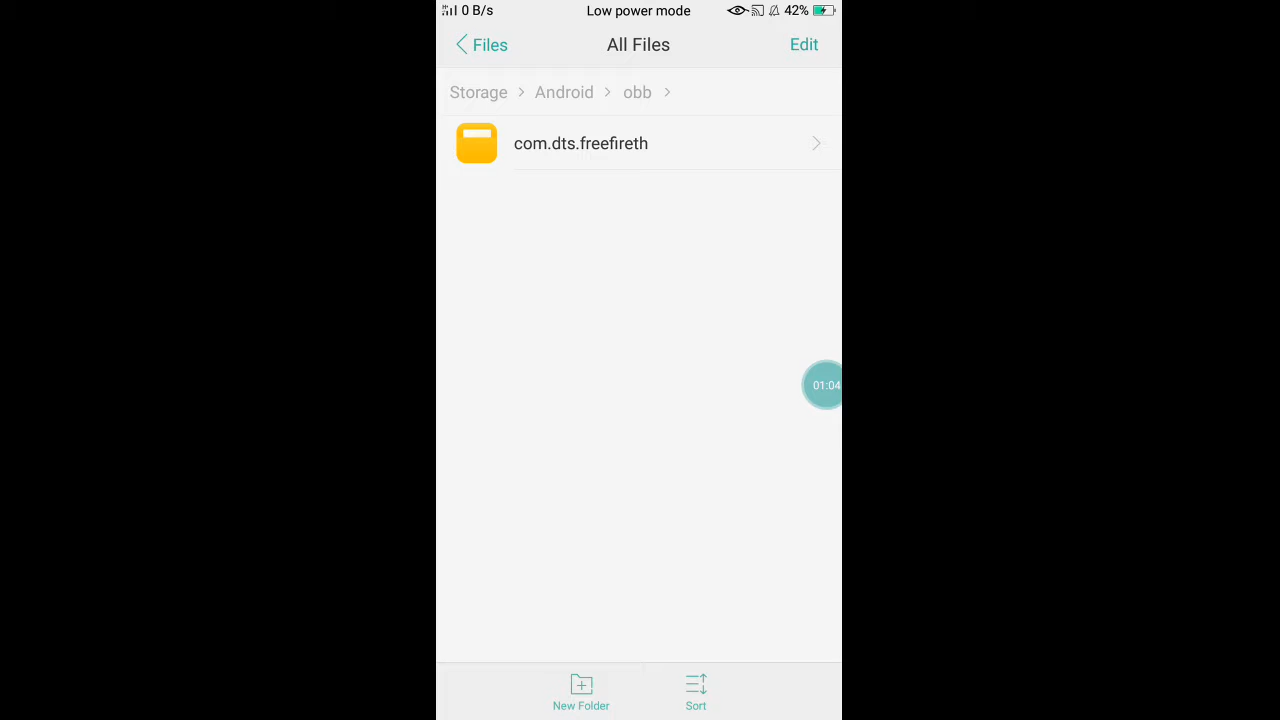 0 B/s Low power mode 42%
Files All Files Edit
Storage > Android > obb >
com.dts.freefireth
01:04
New Folder Sort